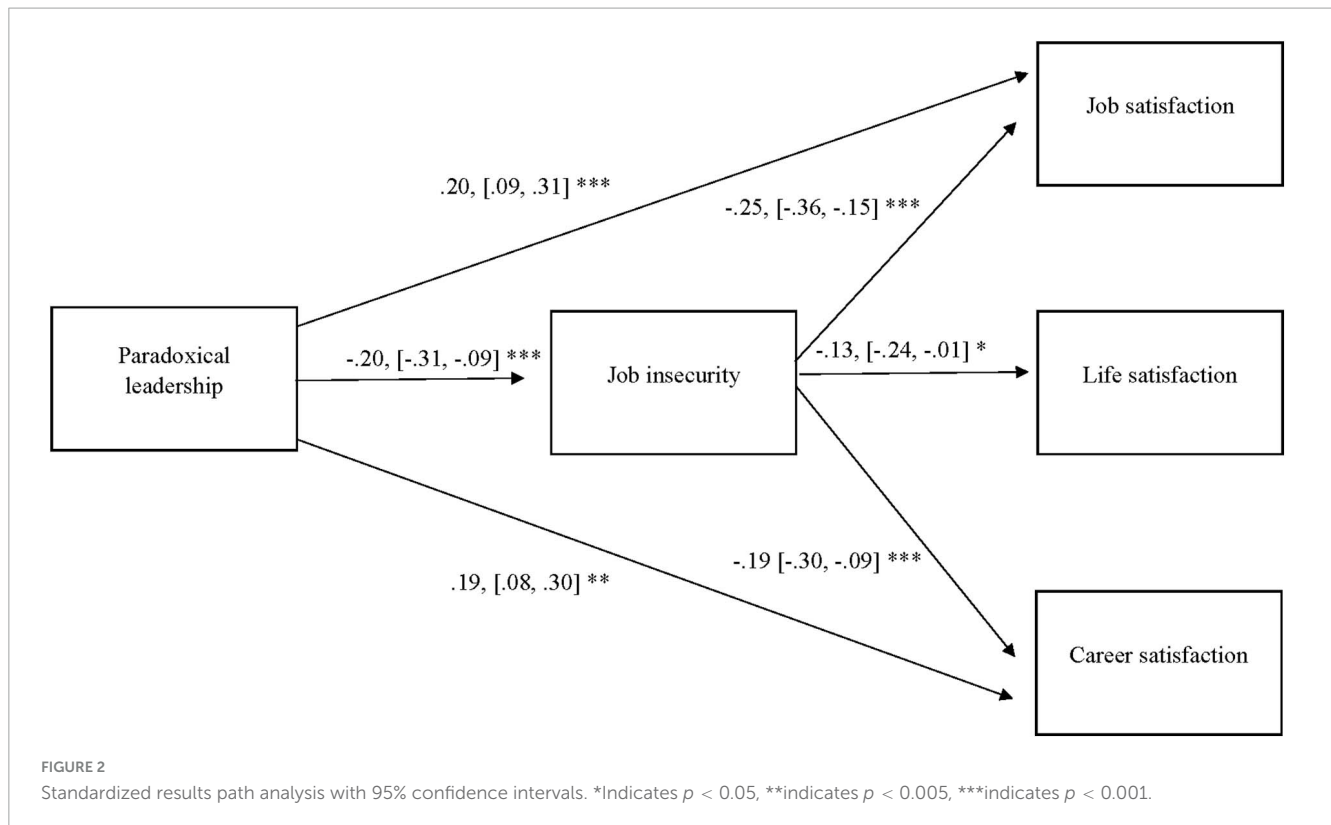 Job satisfaction
.20, [.09, .31] ***
-.25, [-.36, -.15] ***
Paradoxical
leadership
-.20, [-.31, -.09] ***
Job insecurity
-.13, [-.24, -.01] *
Life satisfaction
.19, [.08, .30] **
-.19 [-.30, -.09] ***
Career satisfaction
FIGURE 2
Standardized results path analysis with 95% confidence intervals. *Indicates p < 0.05, **indicates p < 0.005, ***indicates p < 0.001.